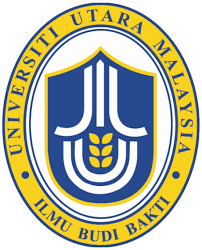 UNIVERSITI UTARA MALAYSIA
ILMU BUDI BAKTI